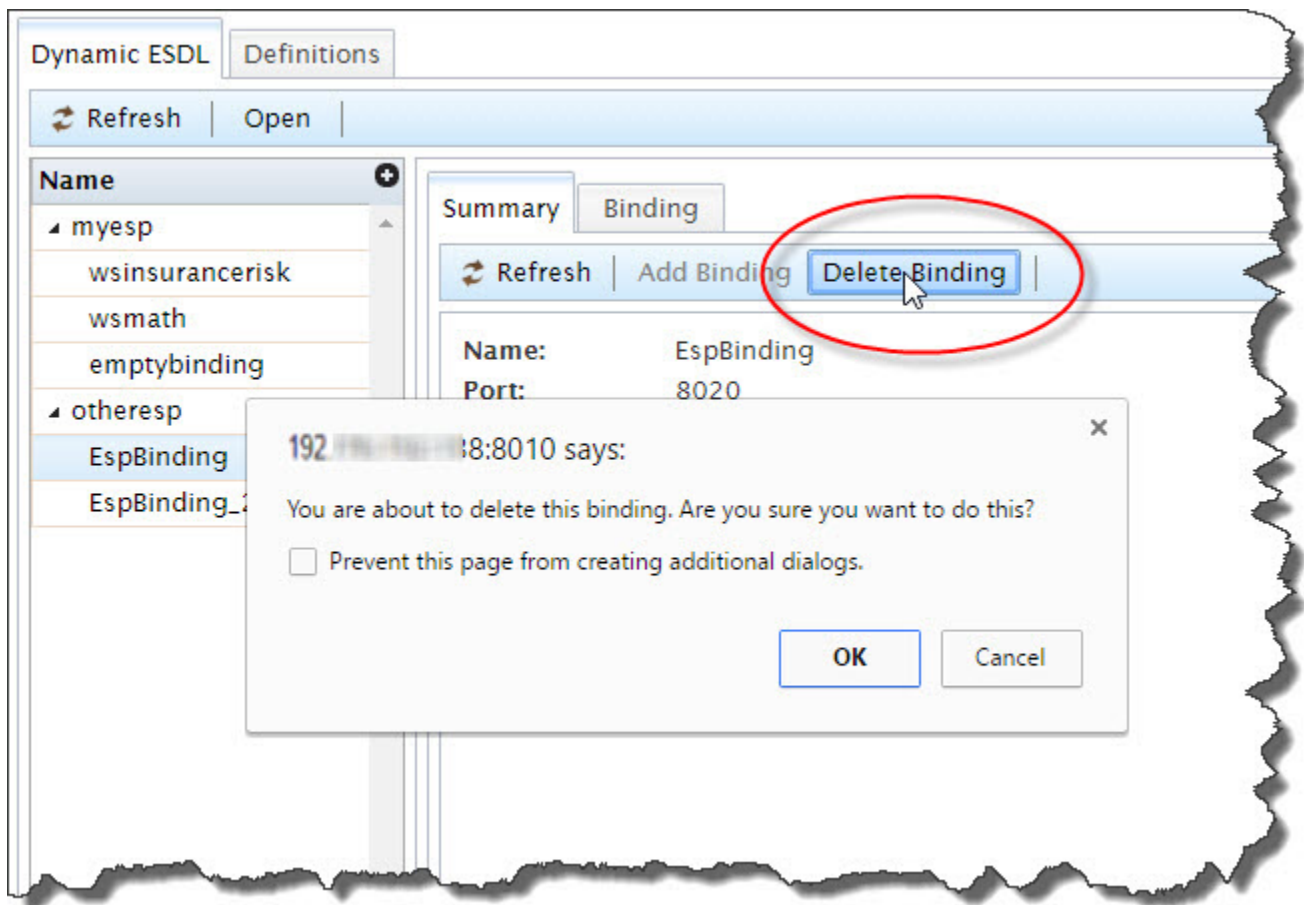 Dynamic ESDL Definitions
Refresh Open
Name
myesp
wsinsurancerisk
wsmath
emptybinding
otheresp
EspBinding
EspBinding_2
Summary Binding
Refresh Add Binding Delete Binding
Name: EspBinding
Port: 8020
192. 8:8010 says:
You are about to delete this binding. Are you sure you want to do this?
Prevent this page from creating additional dialogs.
OK Cancel